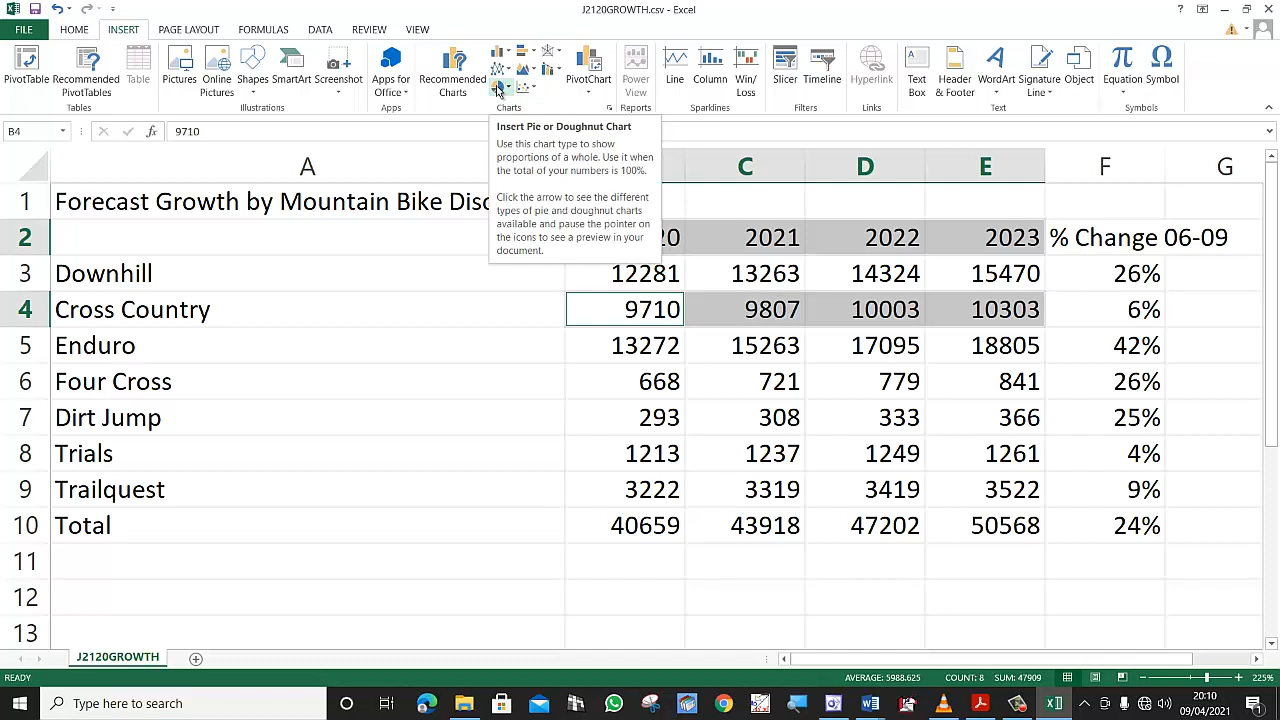 J2120GROWTH.csv - Excel
FILE HOME INSERT PAGE LAYOUT FORMULAS DATA REVIEW VIEW
PivotTable Recommended PivotTables Table Pictures Online Pictures Shapes SmartArt Screenshot Apps for Office Recommended Charts PivotChart Power View Line Column Win/Loss Slicer Timeline Hyperlink Text Box Header & Footer WordArt Signature Line Object Equation Symbol
Tables Illustrations Apps Charts Reports Sparklines Filters Links Text Symbols
B4 9710
Insert Pie or Doughnut Chart
Use this chart type to show
proportions of a whole. Use it when
the total of your numbers is 100%.
Click the arrow to see the different
types of pie and doughnut charts
available and pause the pointer on
the icons to see a preview in your
document.
A C D E F G
1 Forecast Growth by Mountain Bike Disc
2 20 2021 2022 2023 % Change 06-09
3 Downhill 12281 13263 14324 15470 26%
4 Cross Country 9710 9807 10003 10303 6%
5 Enduro 13272 15263 17095 18805 42%
6 Four Cross 668 721 779 841 26%
7 Dirt Jump 293 308 333 366 25%
8 Trials 1213 1237 1249 1261 4%
9 Trailquest 3222 3319 3419 3522 9%
10 Total 40659 43918 47202 50568 24%
11
12
13
J2120GROWTH
READY AVERAGE: 5988.625 COUNT: 8 SUM: 47909 225%
Type here to search 20:10
09/04/2021